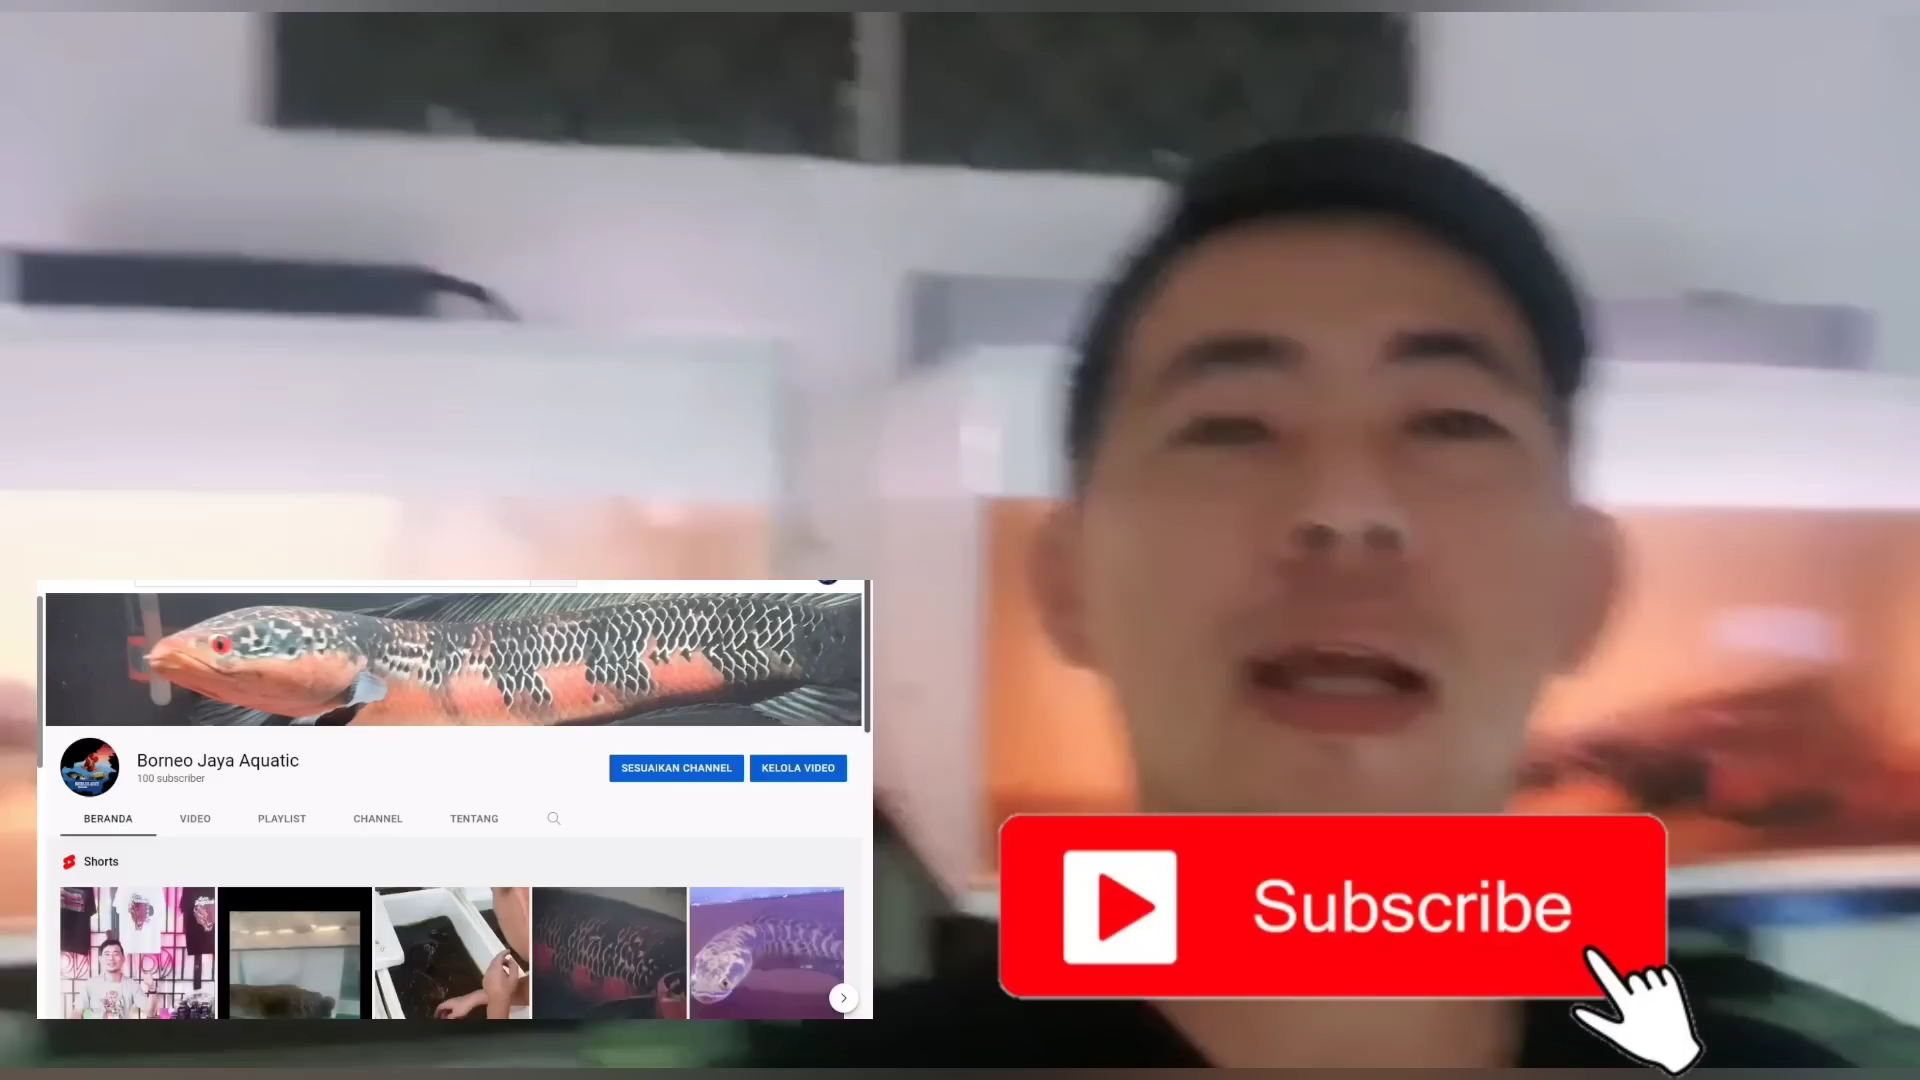 Borneo Jaya Aquatic
100 subscriber
SESUAIKAN CHANNEL
KELOLA VIDEO
BERANDA
VIDEO
PLAYLIST
CHANNEL
TENTANG
Shorts
Subscribe